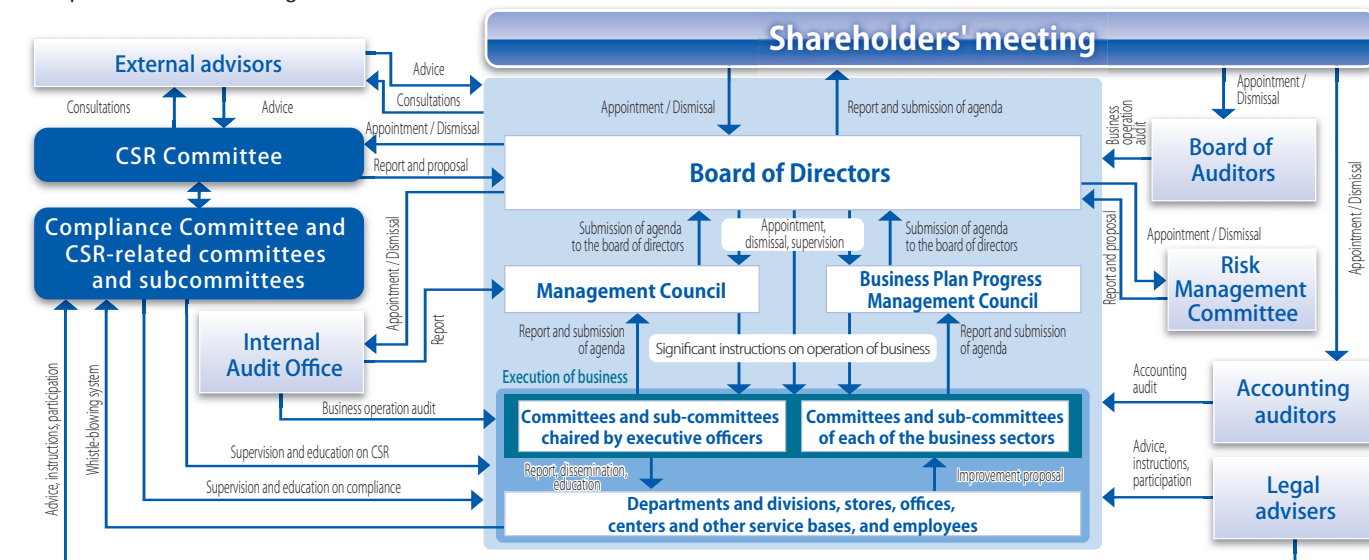 Shareholders' meeting
External advisors
Advice
Consultations
Consultations
Advice
Appointment / Dismissal
Report and submission of agenda
Appointment /
Dismissal
Business
operation
audit
Board of
Auditors
Appointment / Dismissal
CSR Committee
Appointment / Dismissal
Report and proposal
Board of Directors
Compliance Committee and
CSR-related committees
and subcommittees
Appointment / Dismissal
Report
Submission of agenda
to the board of directors
Appointment,
dismissal, supervision
Submission of agenda
to the board of directors
Report and proposal
Appointment / Dismissal
Risk
Management
Committee
Management Council
Business Plan Progress
Management Council
Internal
Audit Office
Report and submission
of agenda
Significant instructions on operation of business
Report and submission
of agenda
Execution of business
Business operation audit
Committees and sub-committees
chaired by executive officers
Committees and sub-committees
of each of the business sectors
Accounting
audit
Accounting
auditors
Advice, instructions, participation
Whistle-blowing system
Supervision and education on CSR
Supervision and education on compliance
Report, dissemination,
education
Improvement proposal
Departments and divisions, stores, offices,
centers and other service bases, and employees
Advice,
instructions,
participation
Legal
advisers